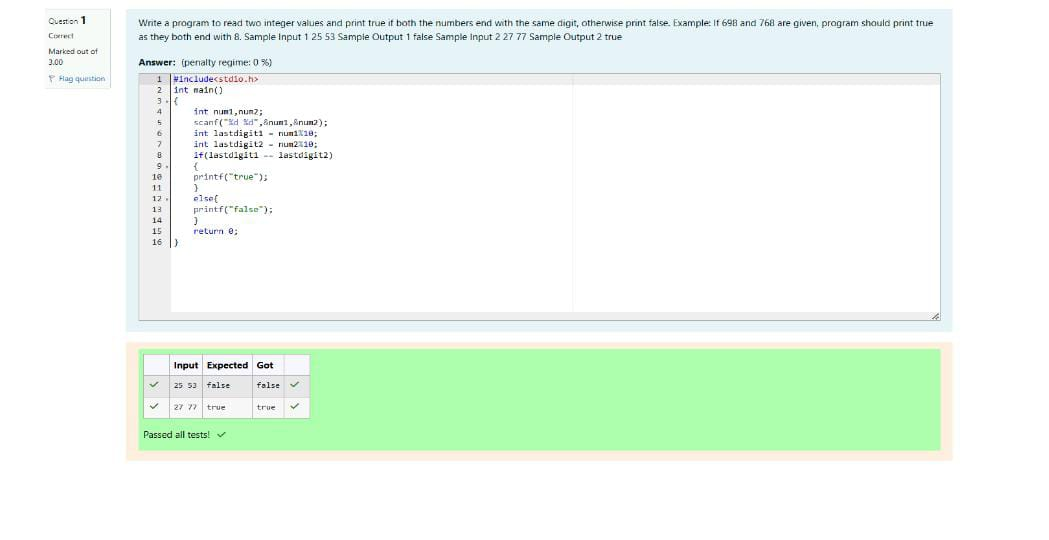 Question 1
Correct
Marked out of
3.00
Flag question
Write a program to read two integer values and print true if both the numbers end with the same digit, otherwise print false. Example: If 698 and 768 are given, program should print true
as they both end with 8. Sample Input 1 25 53 Sample Output 1 false Sample Input 2 27 77 Sample Output 2 true
Answer: (penalty regime: 0 %)
1 #include<stdio.h>
2 int main()
3 {
4 int num1,num2;
5 scanf("%d %d",&num1,&num2);
6 int lastdigit1 = num1%10;
7 int lastdigit2 = num2%10;
8 if(lastdigit1 == lastdigit2)
9 {
10 printf("true");
11 }
12 else{
13 printf("false");
14 }
15 return 0;
16 }
Input Expected Got
25 53 false false
27 77 true true
Passed all tests!